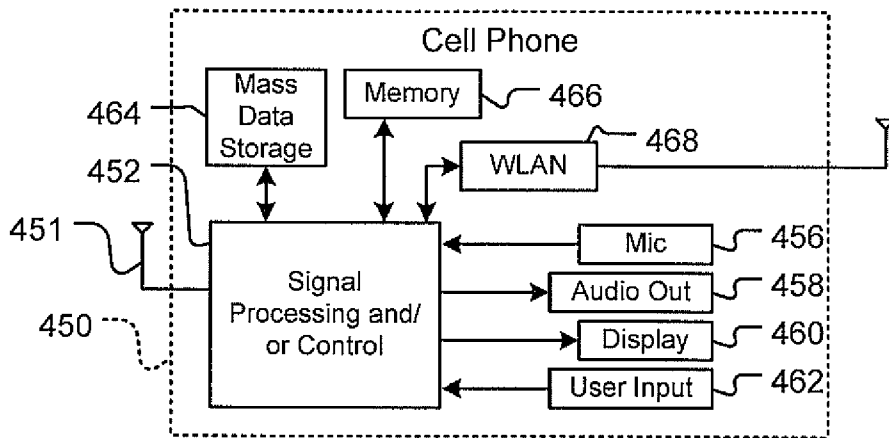 Cell Phone
464
Mass
Data
Storage
Memory
466
468
WLAN
452
451
Mic
456
Signal
Processing and/
or Control
Audio Out
458
450
Display
460
User Input
462